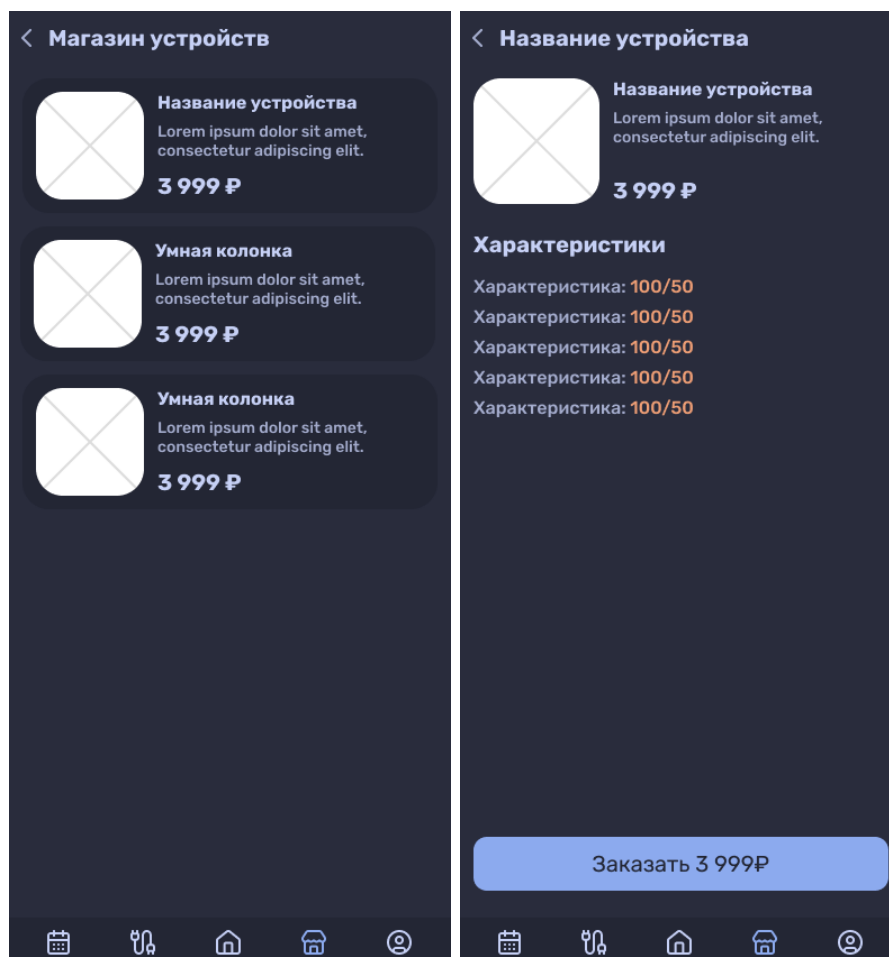 Магазин устройств
Название устройства
Lorem ipsum dolor sit amet,
consectetur adipiscing elit.
3 999 ₽
Умная колонка
Lorem ipsum dolor sit amet,
consectetur adipiscing elit.
3 999 ₽
Умная колонка
Lorem ipsum dolor sit amet,
consectetur adipiscing elit.
3 999 ₽
Название устройства
Название устройства
Lorem ipsum dolor sit amet,
consectetur adipiscing elit.
3 999 ₽
Характеристики
Характеристика: 100/50
Характеристика: 100/50
Характеристика: 100/50
Характеристика: 100/50
Характеристика: 100/50
Заказать 3 999₽